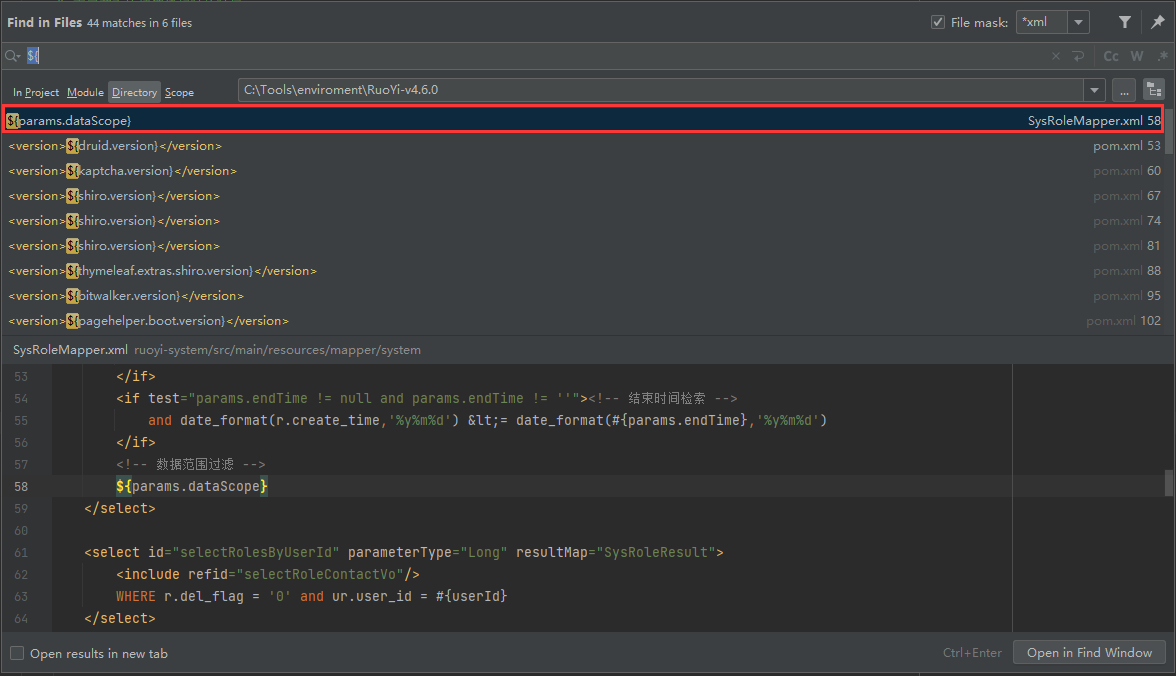 Find in Files 44 matches in 6 files File mask: *xml
${ Cc W .*
In Project Module Directory Scope C:\Tools\enviroment\RuoYi-v4.6.0 ...
${params.dataScope} SysRoleMapper.xml 58
<version>${druid.version}</version> pom.xml 53
<version>${kaptcha.version}</version> pom.xml 60
<version>${shiro.version}</version> pom.xml 67
<version>${shiro.version}</version> pom.xml 74
<version>${shiro.version}</version> pom.xml 81
<version>${thymeleaf.extras.shiro.version}</version> pom.xml 88
<version>${bitwalker.version}</version> pom.xml 95
<version>${pagehelper.boot.version}</version> pom.xml 102
SysRoleMapper.xml ruoyi-system/src/main/resources/mapper/system
53 </if>
54 <if test="params.endTime != null and params.endTime != ''"><!-- 结束时间检索 -->
55 and date_format(r.create_time,'%y%m%d') &lt;= date_format(#{params.endTime},'%y%m%d')
56 </if>
57 <!-- 数据范围过滤 -->
58 ${params.dataScope}
59 </select>
60
61 <select id="selectRolesByUserId" parameterType="Long" resultMap="SysRoleResult">
62 <include refid="selectRoleContactVo"/>
63 WHERE r.del_flag = '0' and ur.user_id = #{userId}
64 </select>
Open results in new tab Ctrl+Enter Open in Find Window